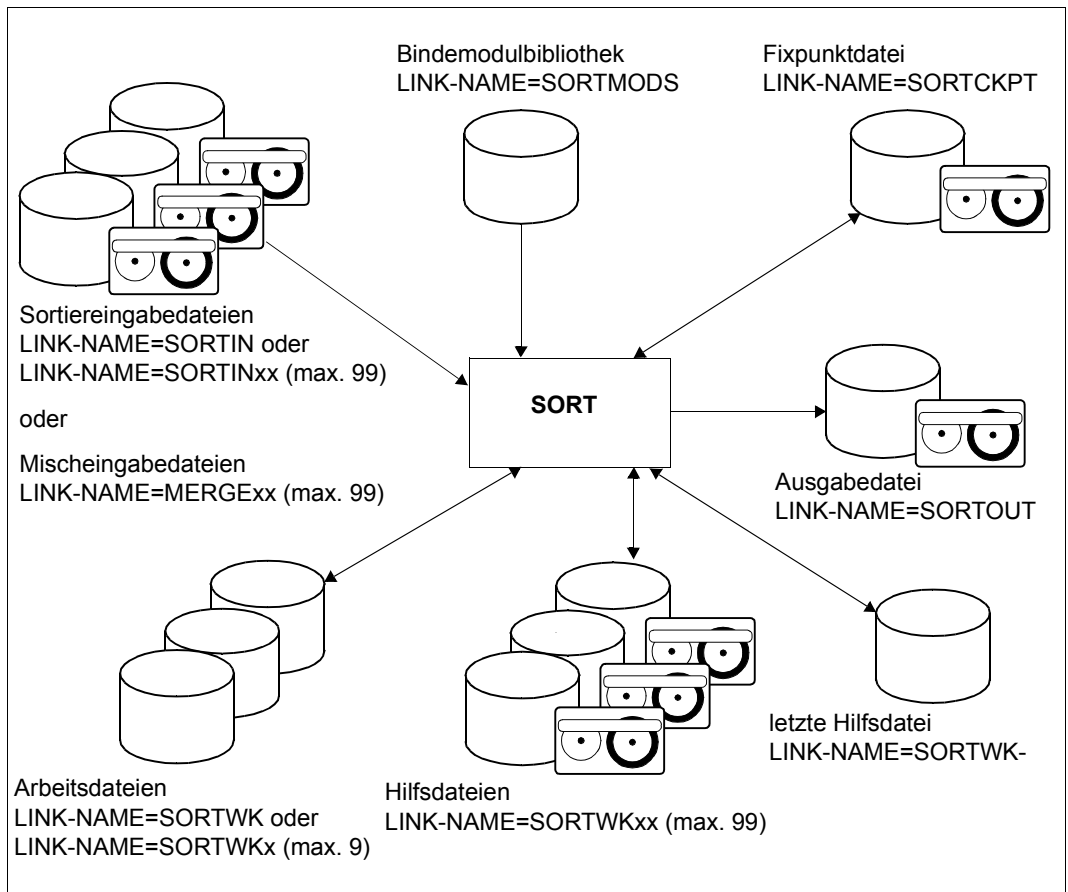 Bindemodulbibliothek
LINK-NAME=SORTMODS
Fixpunktdatei
LINK-NAME=SORTCKPT
Sortiereingabedateien
LINK-NAME=SORTIN oder
LINK-NAME=SORTINxx (max. 99)
oder
Mischeingabedateien
LINK-NAME=MERGExx (max. 99)
SORT
Ausgabedatei
LINK-NAME=SORTOUT
Arbeitsdateien
LINK-NAME=SORTWK oder
LINK-NAME=SORTWKx (max. 9)
Hilfsdateien
LINK-NAME=SORTWKxx (max. 99)
letzte Hilfsdatei
LINK-NAME=SORTWK-